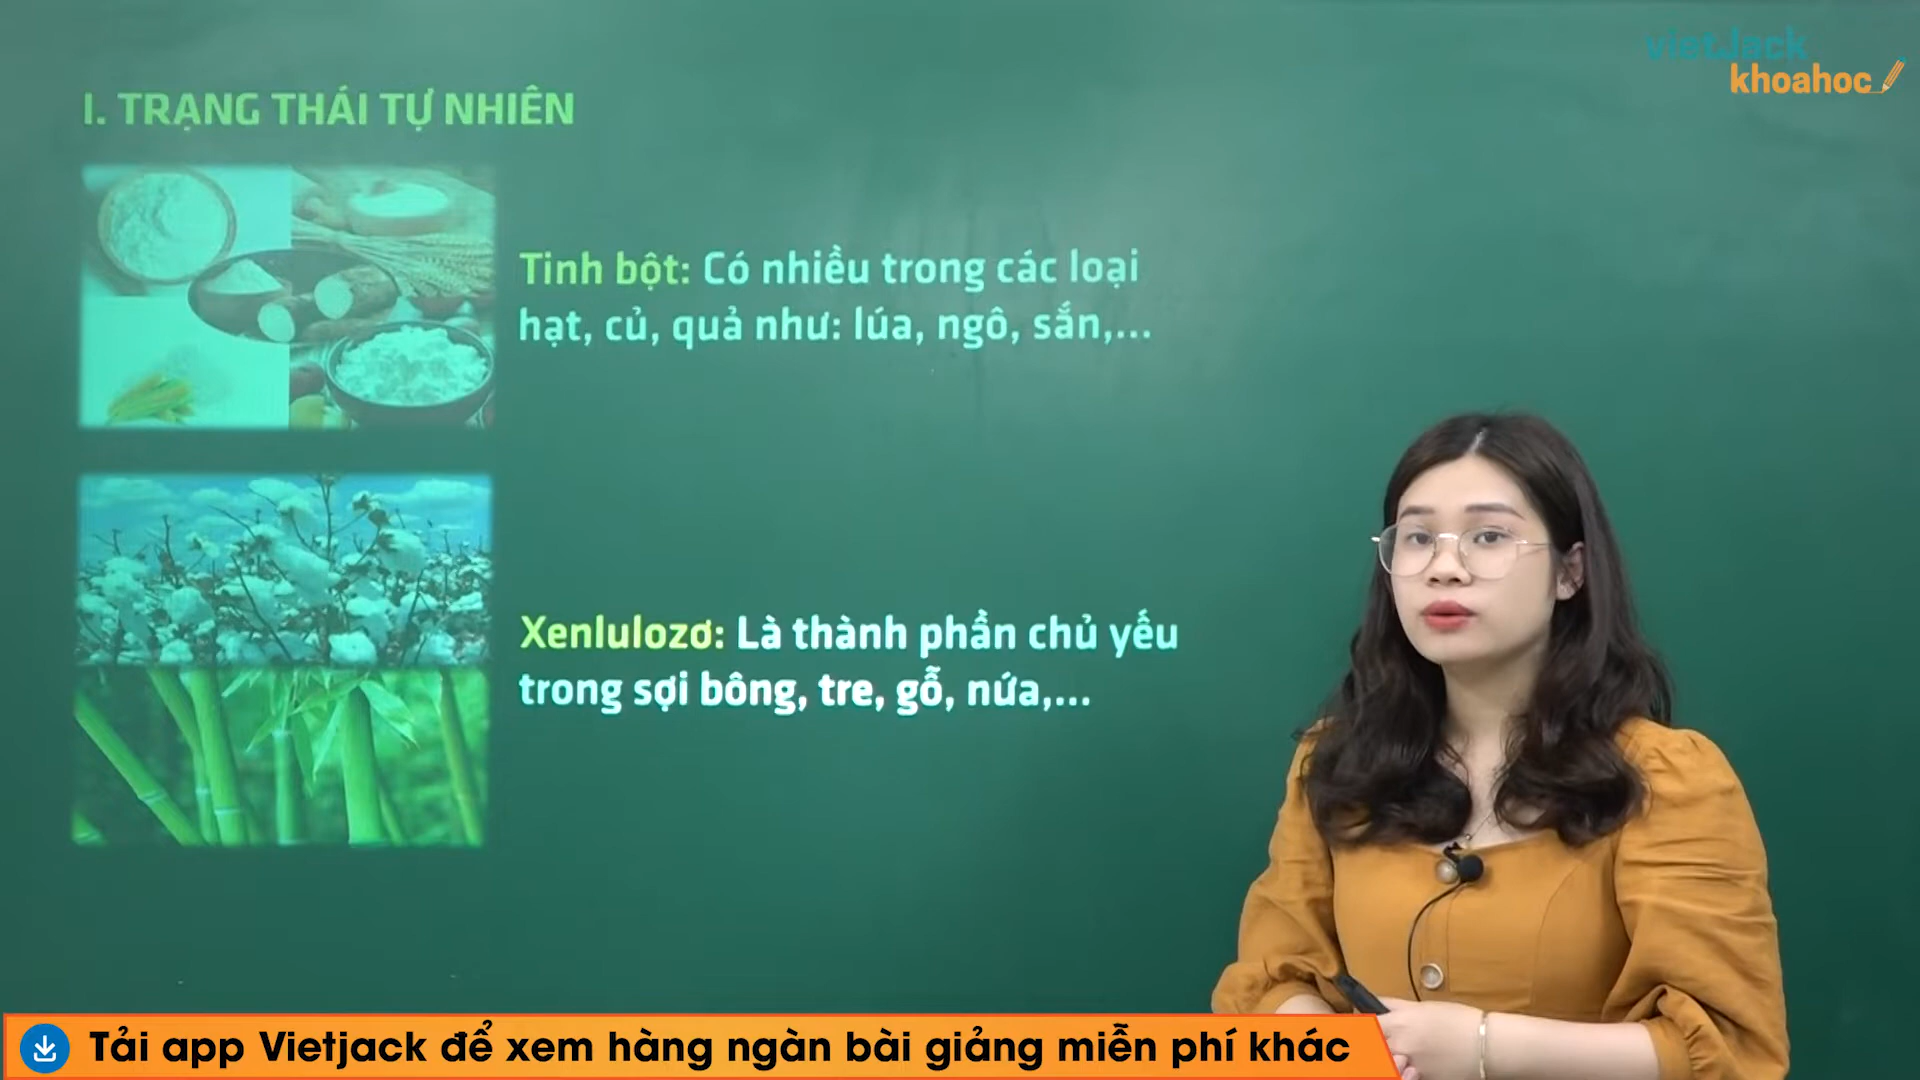 vietJack
khoahoc
I. TRẠNG THÁI TỰ NHIÊN
Tinh bột: Có nhiều trong các loại
hạt, củ, quả như: lúa, ngô, sắn,...
Xenlulozơ: Là thành phần chủ yếu
trong sợi bông, tre, gỗ, nứa,...
Tải app Vietjack để xem hàng ngàn bài giảng miễn phí khác